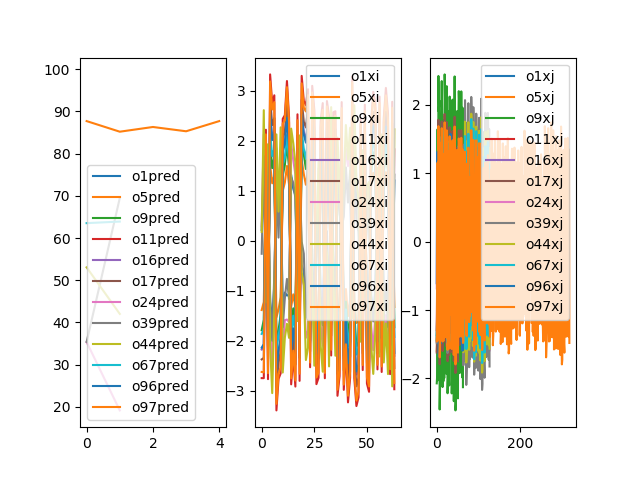 100
90
80
70
60
50
40
30
20
0
2
4
o1pred
o5pred
o9pred
o11pred
o16pred
o17pred
o24pred
o39pred
o44pred
o67pred
o96pred
o97pred
3
2
1
0
−1
−2
−3
0
25
50
o1xi
o5xi
o9xi
o11xi
o16xi
o17xi
o24xi
o39xi
o44xi
o67xi
o96xi
o97xi
2
1
0
−1
−2
0
200
o1xj
o5xj
o9xj
o11xj
o16xj
o17xj
o24xj
o39xj
o44xj
o67xj
o96xj
o97xj